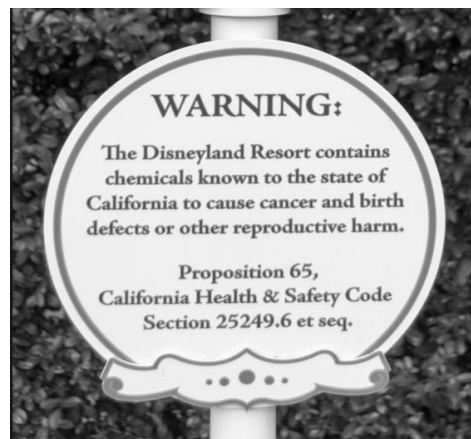 WARNING:
The Disneyland Resort contains
chemicals known to the state of
California to cause cancer and birth
defects or other reproductive harm.
Proposition 65,
California Health & Safety Code
Section 25249.6 et seq.